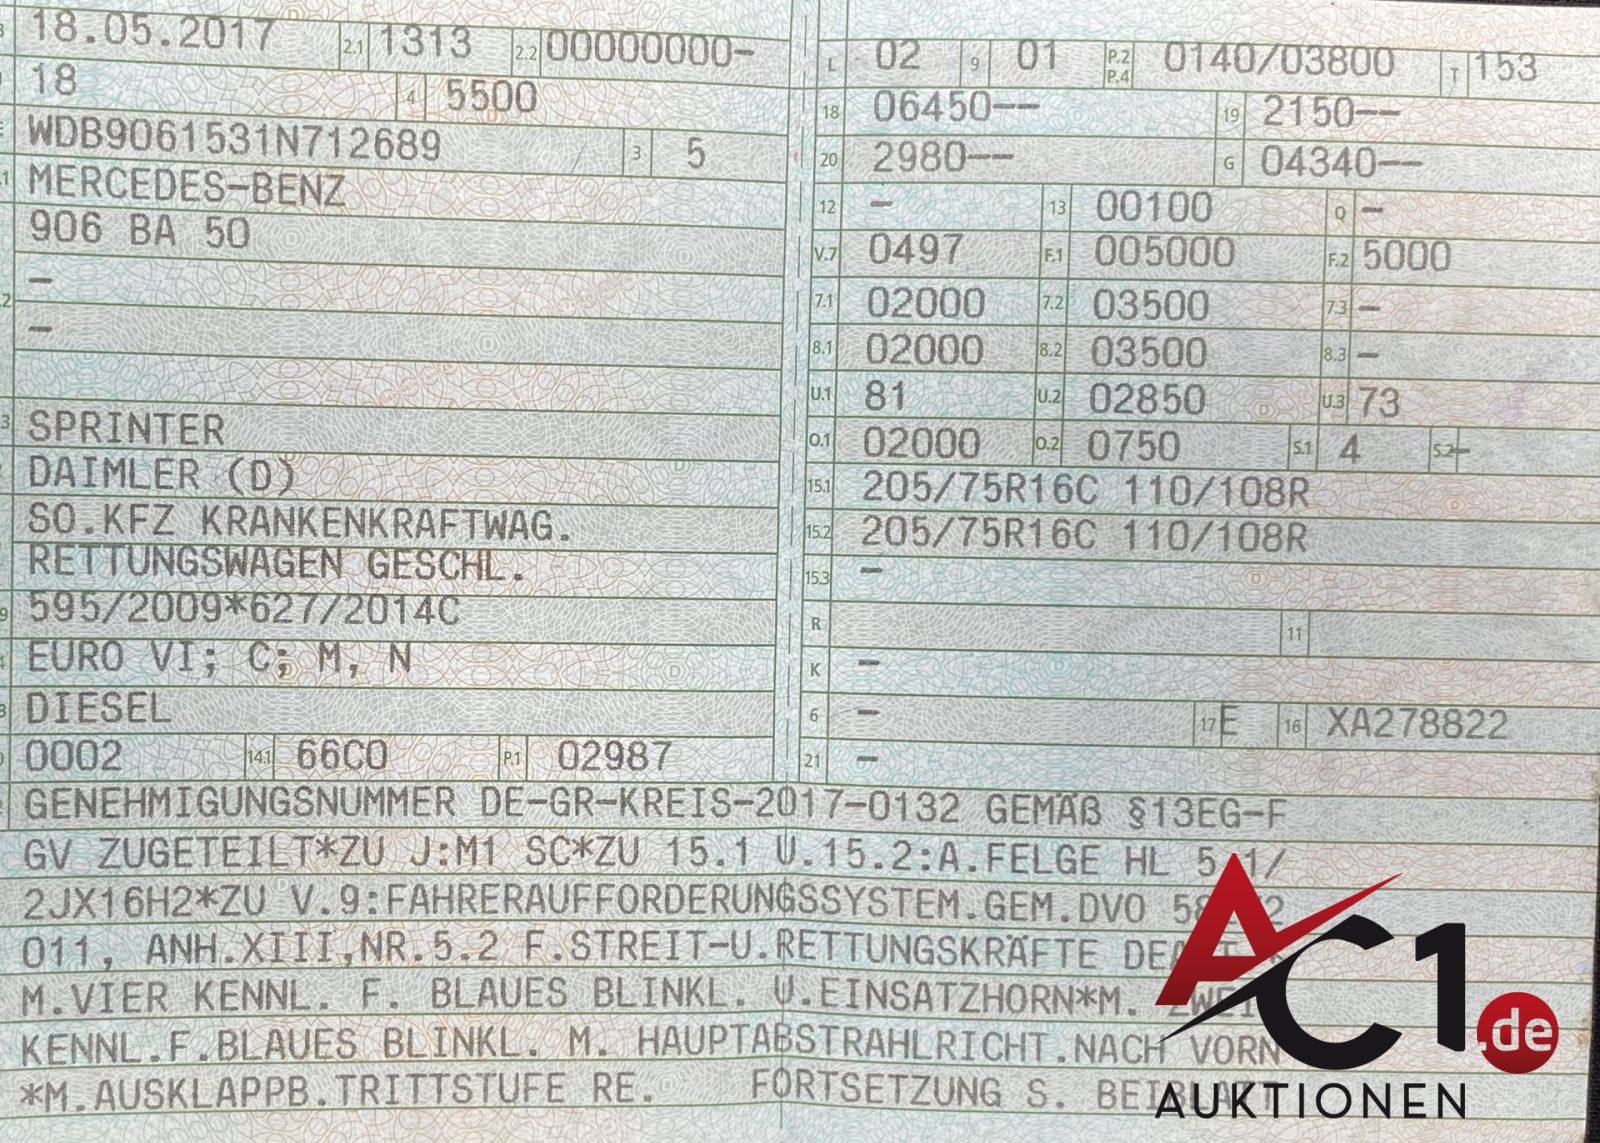 18.05.2017 2.1 1313 2.2 00000000-
18 4 5500
WDB9061531N712689 3 5
MERCEDES-BENZ
906 BA 50
–
–
SPRINTER
DAIMLER (D)
SO.KFZ KRANKENKRAFTWAG.
RETTUNGSWAGEN GESCHL.
595/2009*627/2014C
EURO VI; C; M, N
DIESEL
0002 14.1 66C0 P.1 02987
L 02 9 01 P.2 P.4 0140/03800 T 153
18 06450-- 19 2150--
20 2980-- G 04340--
12 – 13 00100 Q –
V.7 0497 F.1 005000 F.2 5000
7.1 02000 7.2 03500 7.3 –
8.1 02000 8.2 03500 8.3 –
U.1 81 U.2 02850 U.3 73
O.1 02000 O.2 0750 S.1 4 S.2 –
15.1 205/75R16C 110/108R
15.2 205/75R16C 110/108R
15.3 –
R 11
K –
6 – 17 E 16 XA278822
21 –
GENEHMIGUNGSNUMMER DE-GR-KREIS-2017-0132 GEMÄß §13EG-F
GV ZUGETEILT*ZU J:M1 SC*ZU 15.1 U.15.2:A.FELGE HL 5 1/
2JX16H2*ZU V.9:FAHRERAUFFORDERUNGSSYSTEM.GEM.DVO
011, ANH.XIII,NR.5.2 F.STREIT-U.RETTUNGSKRÄFTE
M.VIER KENNL. F. BLAUES BLINKL. U.EINSATZHORN*M. ZWEI
KENNL.F.BLAUES BLINKL. M. HAUPTABSTRAHLRICHT.NACH VORN
*M.AUSKLAPPB.TRITTSTUFE RE. FORTSETZUNG S. BEIBLATT
AC1.de
AUKTIONEN